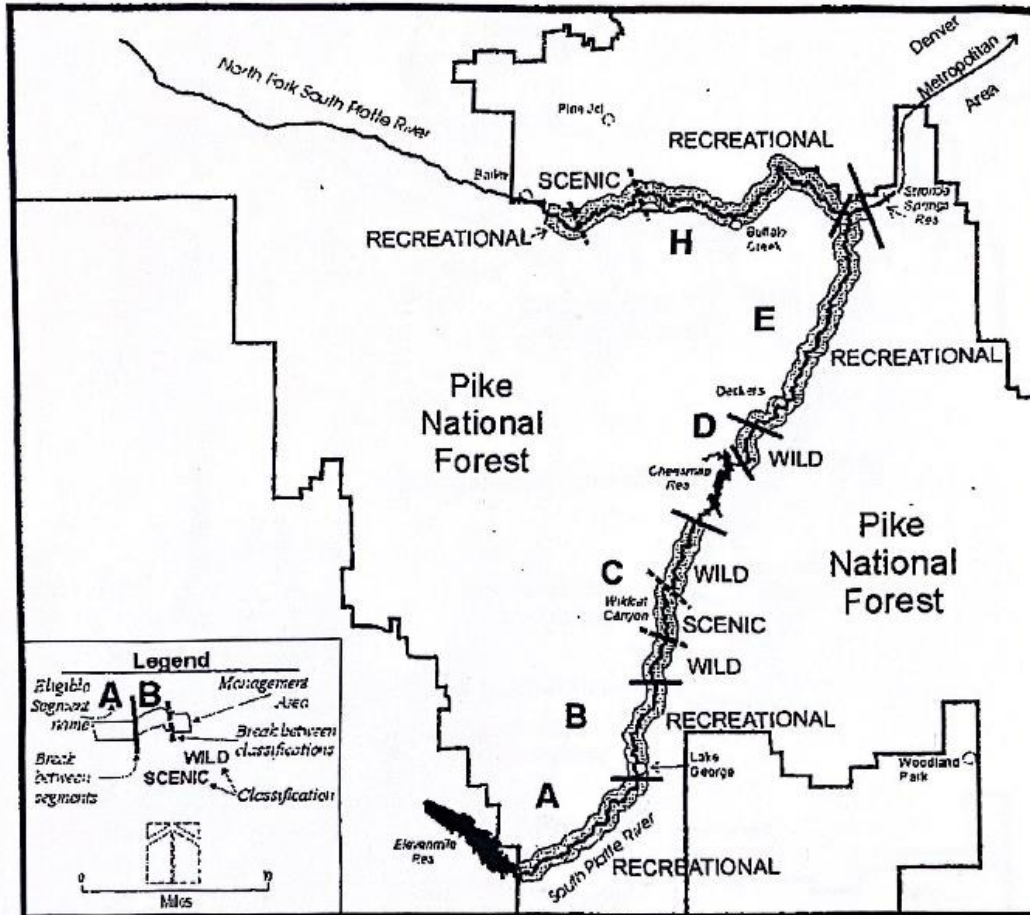 Denver
Metropolitan
Area
North Fork South Platte River
Pine Jct
RECREATIONAL
Bailey
SCENIC
Strontia
Springs
Res
RECREATIONAL
H
Buffalo
Creek
E
RECREATIONAL
Pike
National
Forest
Deckers
D
WILD
Cheesman
Res
Pike
National
Forest
C
WILD
Wildcat
Canyon
SCENIC
WILD
B
RECREATIONAL
Lake
George
Woodland
Park
A
Elevenmile
Res
South Platte River
RECREATIONAL
Legend
Eligible
Segment
name
A B
Management
Area
Break between
classifications
Break
between
segments
WILD
SCENIC
Classification
0
10
Miles